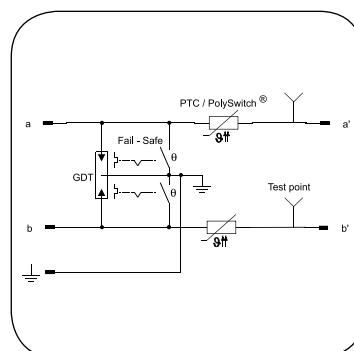 PTC / PolySwitch ®
a
a'
ϑ⇈
Fail - Safe
θ
GDT
θ
Test point
b
b'
ϑ⇈